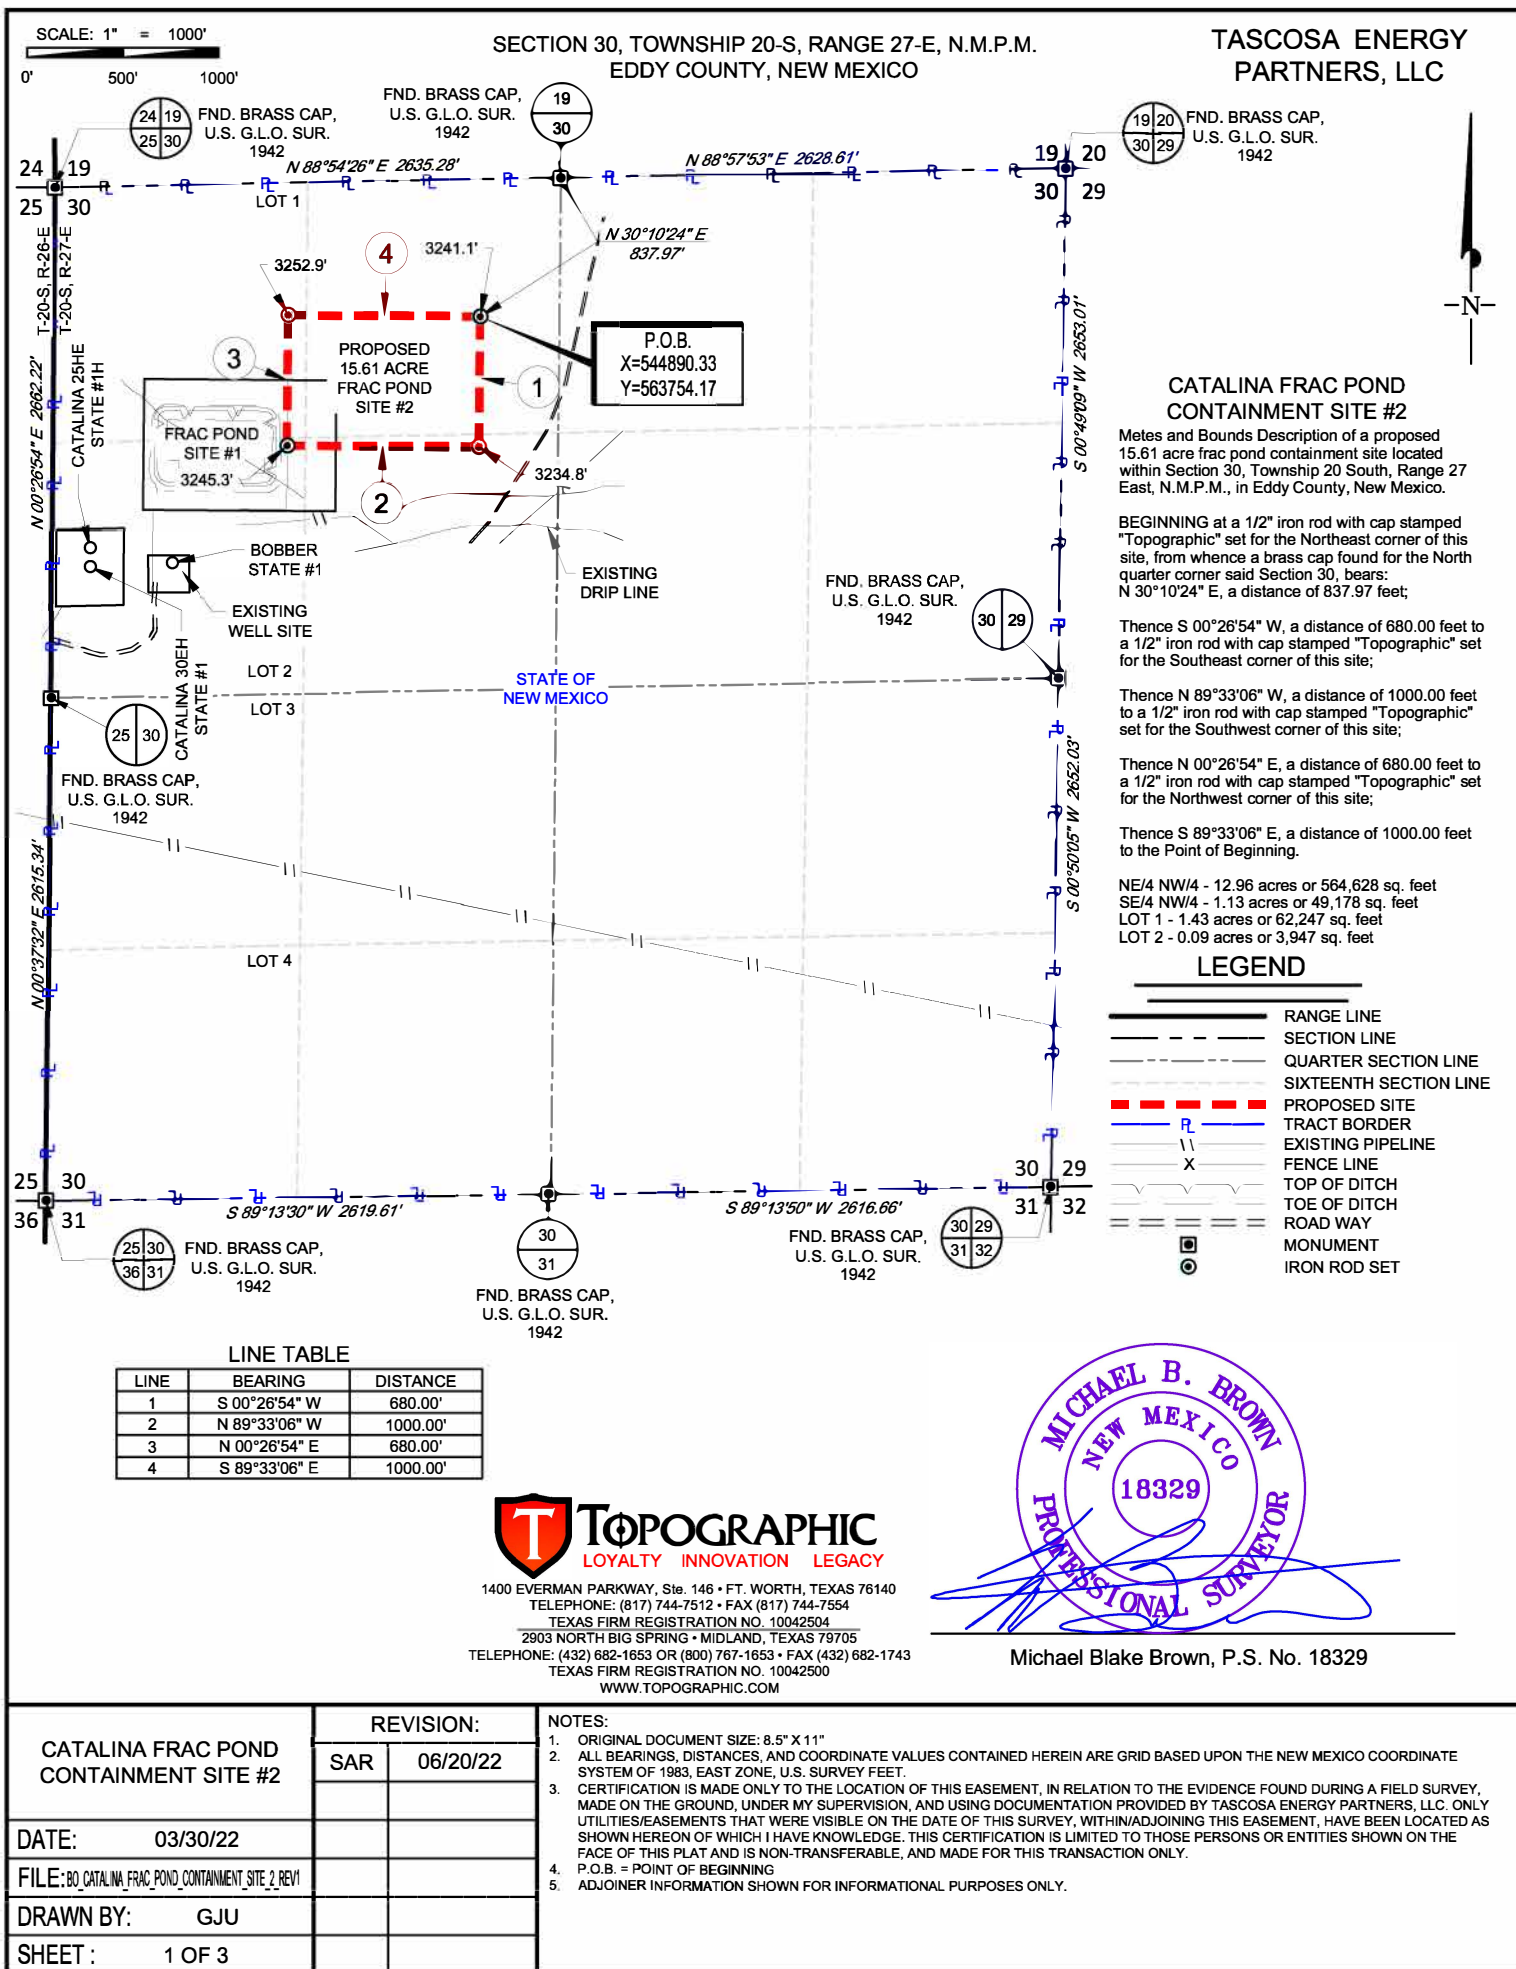 SCALE: 1" = 1000'
0' 500' 1000'
SECTION 30, TOWNSHIP 20-S, RANGE 27-E, N.M.P.M.
EDDY COUNTY, NEW MEXICO
TASCOSA ENERGY
PARTNERS, LLC
24 19
25 30
FND. BRASS CAP,
U.S. G.L.O. SUR.
1942
FND. BRASS CAP,
U.S. G.L.O. SUR.
1942
19
30
19 20
30 29
FND. BRASS CAP,
U.S. G.L.O. SUR.
1942
24 19
25 30
N 88°54'26" E 2635.28'
N 88°57'53" E 2628.61'
19 20
30 29
LOT 1
T-20-S, R-26-E
T-20-S, R-27-E
3252.9'
4
3241.1'
N 30°10'24" E
837.97'
N
3
PROPOSED
15.61 ACRE
FRAC POND
SITE #2
1
P.O.B.
X=544890.33
Y=563754.17
N 00°26'54" E 2662.22'
CATALINA 25HE
STATE #1H
FRAC POND
SITE #1
3245.3'
2
3234.8'
S 00°49'09" W 2653.01'
BOBBER
STATE #1
EXISTING
WELL SITE
EXISTING
DRIP LINE
FND. BRASS CAP,
U.S. G.L.O. SUR.
1942
30 29
CATALINA 30EH
STATE #1
LOT 2
LOT 3
STATE OF
NEW MEXICO
25 30
FND. BRASS CAP,
U.S. G.L.O. SUR.
1942
N 00°37'32" E 2615.34'
S 00°50'05" W 2652.03'
LOT 4
25 30
36 31
S 89°13'30" W 2619.61'
S 89°13'50" W 2616.66'
30 29
31 32
25 30
36 31
FND. BRASS CAP,
U.S. G.L.O. SUR.
1942
30
31
FND. BRASS CAP,
U.S. G.L.O. SUR.
1942
FND. BRASS CAP,
U.S. G.L.O. SUR.
1942
30 29
31 32
CATALINA FRAC POND
CONTAINMENT SITE #2
Metes and Bounds Description of a proposed
15.61 acre frac pond containment site located
within Section 30, Township 20 South, Range 27
East, N.M.P.M., in Eddy County, New Mexico.
BEGINNING at a 1/2" iron rod with cap stamped
"Topographic" set for the Northeast corner of this
site, from whence a brass cap found for the North
quarter corner said Section 30, bears:
N 30°10'24" E, a distance of 837.97 feet;
Thence S 00°26'54" W, a distance of 680.00 feet to
a 1/2" iron rod with cap stamped "Topographic" set
for the Southeast corner of this site;
Thence N 89°33'06" W, a distance of 1000.00 feet
to a 1/2" iron rod with cap stamped "Topographic"
set for the Southwest corner of this site;
Thence N 00°26'54" E, a distance of 680.00 feet to
a 1/2" iron rod with cap stamped "Topographic" set
for the Northwest corner of this site;
Thence S 89°33'06" E, a distance of 1000.00 feet
to the Point of Beginning.
NE/4 NW/4 - 12.96 acres or 564,628 sq. feet
SE/4 NW/4 - 1.13 acres or 49,178 sq. feet
LOT 1 - 1.43 acres or 62,247 sq. feet
LOT 2 - 0.09 acres or 3,947 sq. feet
LEGEND
RANGE LINE
SECTION LINE
QUARTER SECTION LINE
SIXTEENTH SECTION LINE
PROPOSED SITE
TRACT BORDER
EXISTING PIPELINE
X FENCE LINE
TOP OF DITCH
TOE OF DITCH
ROAD WAY
MONUMENT
IRON ROD SET
LINE TABLE
LINE BEARING DISTANCE
1 S 00°26'54" W 680.00'
2 N 89°33'06" W 1000.00'
3 N 00°26'54" E 680.00'
4 S 89°33'06" E 1000.00'
MICHAEL B. BROWN
NEW MEXICO
18329
PROFESSIONAL SURVEYOR
Michael Blake Brown, P.S. No. 18329
T TOPOGRAPHIC
LOYALTY INNOVATION LEGACY
1400 EVERMAN PARKWAY, Ste. 146 • FT. WORTH, TEXAS 76140
TELEPHONE: (817) 744-7512 • FAX (817) 744-7554
TEXAS FIRM REGISTRATION NO. 10042504
2903 NORTH BIG SPRING • MIDLAND, TEXAS 79705
TELEPHONE: (432) 682-1653 OR (800) 767-1653 • FAX (432) 682-1743
TEXAS FIRM REGISTRATION NO. 10042500
WWW.TOPOGRAPHIC.COM
CATALINA FRAC POND
CONTAINMENT SITE #2
REVISION:
SAR 06/20/22
DATE: 03/30/22
FILE: BO_CATALINA_FRAC_POND_CONTAINMENT_SITE_2_REV1
DRAWN BY: GJU
SHEET : 1 OF 3
NOTES:
1. ORIGINAL DOCUMENT SIZE: 8.5" X 11"
2. ALL BEARINGS, DISTANCES, AND COORDINATE VALUES CONTAINED HEREIN ARE GRID BASED UPON THE NEW MEXICO COORDINATE
SYSTEM OF 1983, EAST ZONE, U.S. SURVEY FEET.
3. CERTIFICATION IS MADE ONLY TO THE LOCATION OF THIS EASEMENT, IN RELATION TO THE EVIDENCE FOUND DURING A FIELD SURVEY,
MADE ON THE GROUND, UNDER MY SUPERVISION, AND USING DOCUMENTATION PROVIDED BY TASCOSA ENERGY PARTNERS, LLC. ONLY
UTILITIES/EASEMENTS THAT WERE VISIBLE ON THE DATE OF THIS SURVEY, WITHIN/ADJOINING THIS EASEMENT, HAVE BEEN LOCATED AS
SHOWN HEREON OF WHICH I HAVE KNOWLEDGE. THIS CERTIFICATION IS LIMITED TO THOSE PERSONS OR ENTITIES SHOWN ON THE
FACE OF THIS PLAT AND IS NON-TRANSFERABLE, AND MADE FOR THIS TRANSACTION ONLY.
4. P.O.B. = POINT OF BEGINNING
5. ADJOINER INFORMATION SHOWN FOR INFORMATIONAL PURPOSES ONLY.